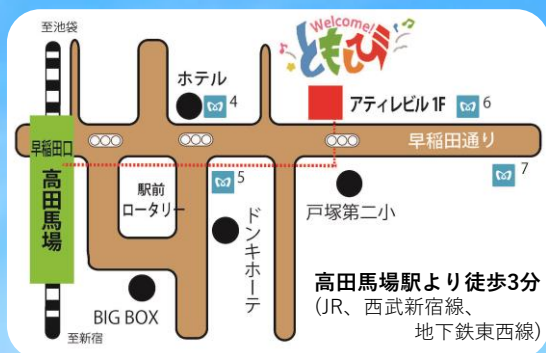 至池袋
Welcome!
ともしび
ホテル
4
アティレビル1F
6
早稲田口
早稲田通り
高田馬場
駅前
ロータリー
5
7
戸塚第二小
ドンキホーテ
BIG BOX
高田馬場駅より徒歩3分
(JR、西武新宿線、
地下鉄東西線)
至新宿